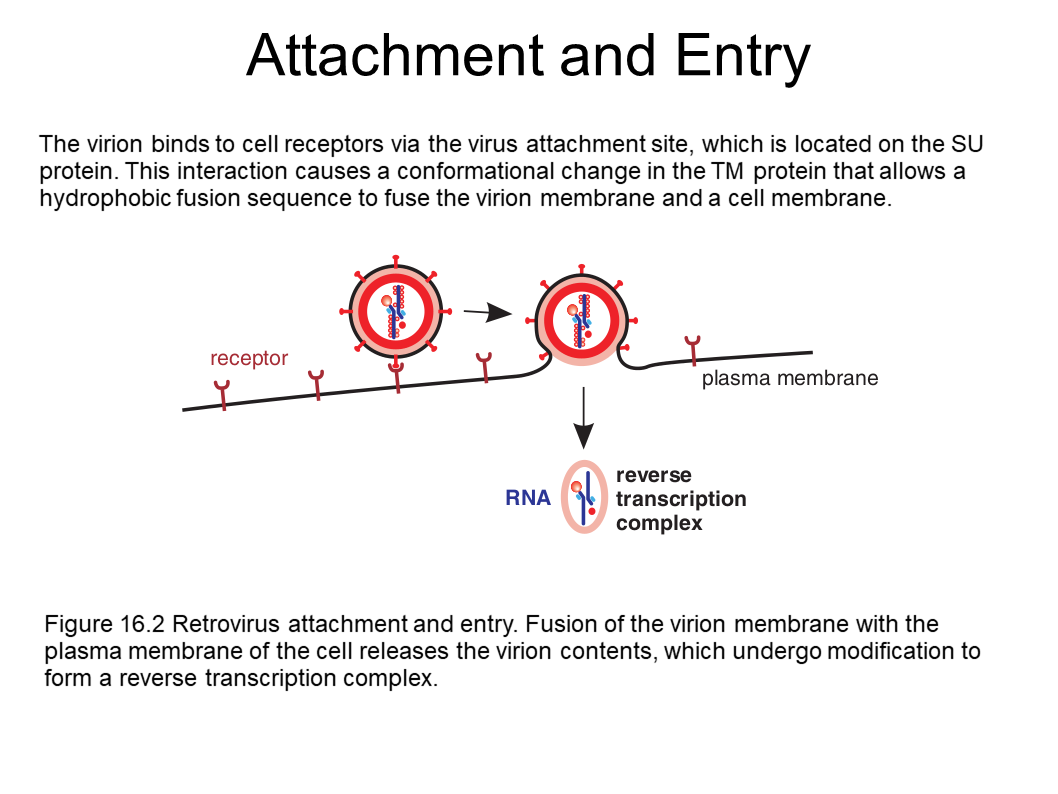 Attachment and Entry
The virion binds to cell receptors via the virus attachment site, which is located on the SU
protein. This interaction causes a conformational change in the TM protein that allows a
hydrophobic fusion sequence to fuse the virion membrane and a cell membrane.
receptor
plasma membrane
RNA
reverse
transcription
complex
Figure 16.2 Retrovirus attachment and entry. Fusion of the virion membrane with the
plasma membrane of the cell releases the virion contents, which undergo modification to
form a reverse transcription complex.